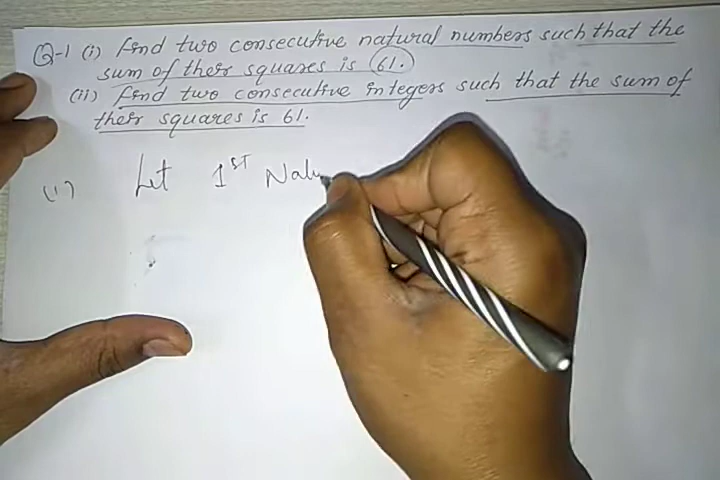 Q-1 (i) find two consecutive natural numbers such that the
sum of their squares is 61.
(ii) find two consecutive integers such that the sum of
their squares is 61.
(i) Let 1ST Natu